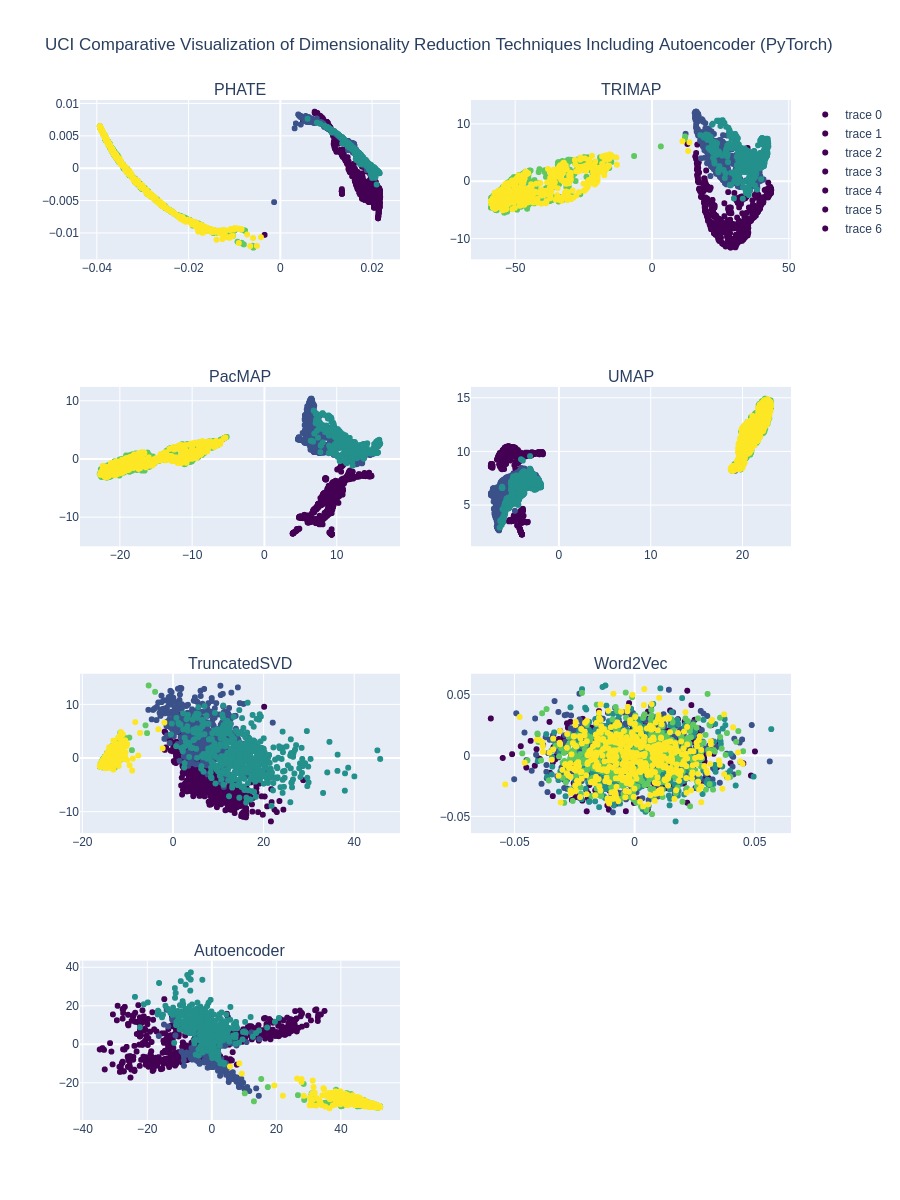 UCI Comparative Visualization of Dimensionality Reduction Techniques Including Autoencoder (PyTorch)
PHATE
0.01
0.005
0
−0.005
−0.01
−0.04 −0.02 0 0.02
TRIMAP
10
0
−10
−50 0 50
trace 0
trace 1
trace 2
trace 3
trace 4
trace 5
trace 6
PacMAP
10
0
−10
−20 −10 0 10
UMAP
15
10
5
0 10 20
TruncatedSVD
10
0
−10
−20 0 20 40
Word2Vec
0.05
0
−0.05
−0.05 0 0.05
Autoencoder
40
20
0
−20
−40 −20 0 20 40